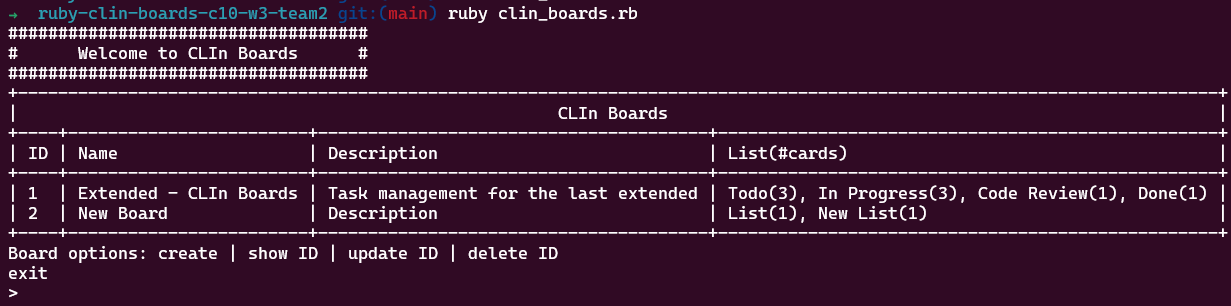 →  ruby-clin-boards-c10-w3-team2 git:(main) ruby clin_boards.rb
####################################
#      Welcome to CLIn Boards      #
####################################
+-------------------------------------------------------------------------------------------------------------------------+
|                                                      CLIn Boards                                                        |
+----+-------------------------+---------------------------------------+--------------------------------------------------+
| ID | Name                    | Description                           | List(#cards)                                     |
+----+-------------------------+---------------------------------------+--------------------------------------------------+
| 1  | Extended - CLIn Boards | Task management for the last extended | Todo(3), In Progress(3), Code Review(1), Done(1) |
| 2  | New Board               | Description                           | List(1), New List(1)                             |
+----+-------------------------+---------------------------------------+--------------------------------------------------+
Board options: create | show ID | update ID | delete ID
exit
>